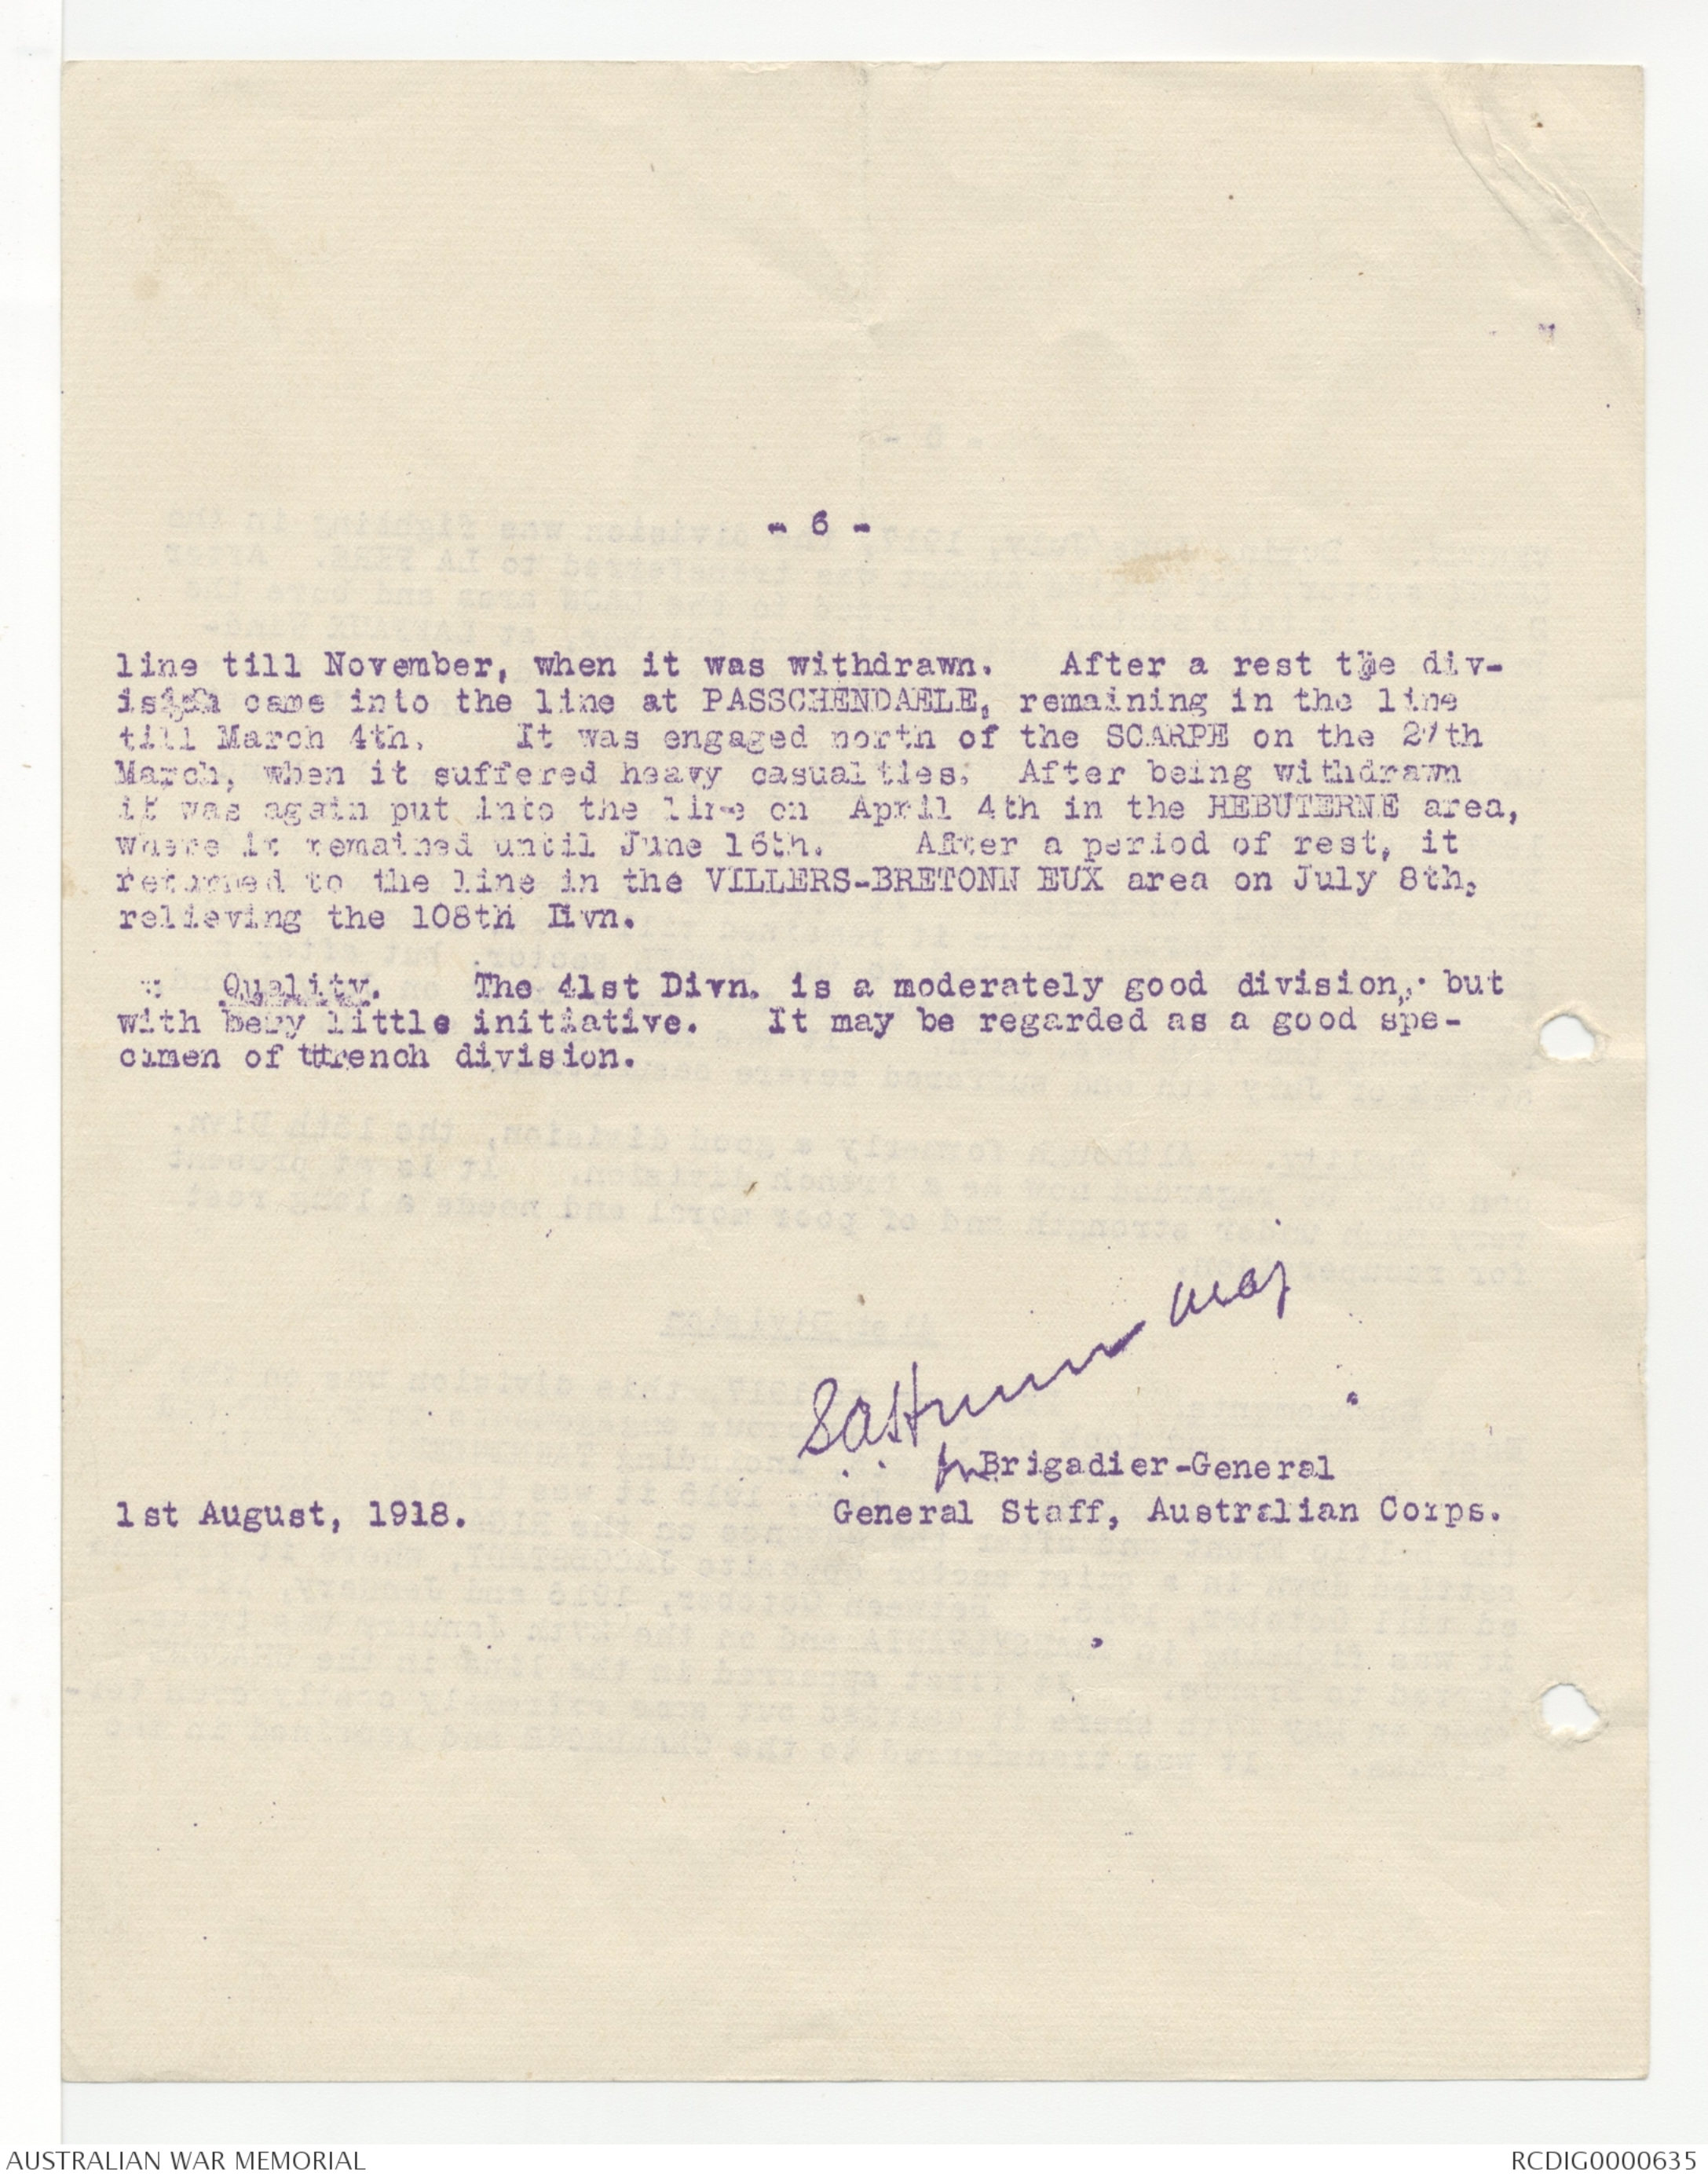 - 6 -
line till November, when it was withdrawn. After a rest the div-
ision came into the line at PASSCHENDAELE, remaining in the line
till March 4th. It was engaged north of the SCARPE on the 27th
March, when it suffered heavy casualties. After being withdrawn
it was again put into the line on April 4th in the HEBUTERNE area,
where it remained until June 16th. After a period of rest, it
returned to the line in the VILLERS-BRETONN EUX area on July 8th,
relieving the 108th Divn.
Quality. The 41st Divn. is a moderately good division, but
with bery little initiative. It may be regarded as a good spe-
cimen of trench division.
Maj
for Brigadier-General
1st August, 1918. General Staff, Australian Corps.
AUSTRALIAN WAR MEMORIAL RCDIG0000635